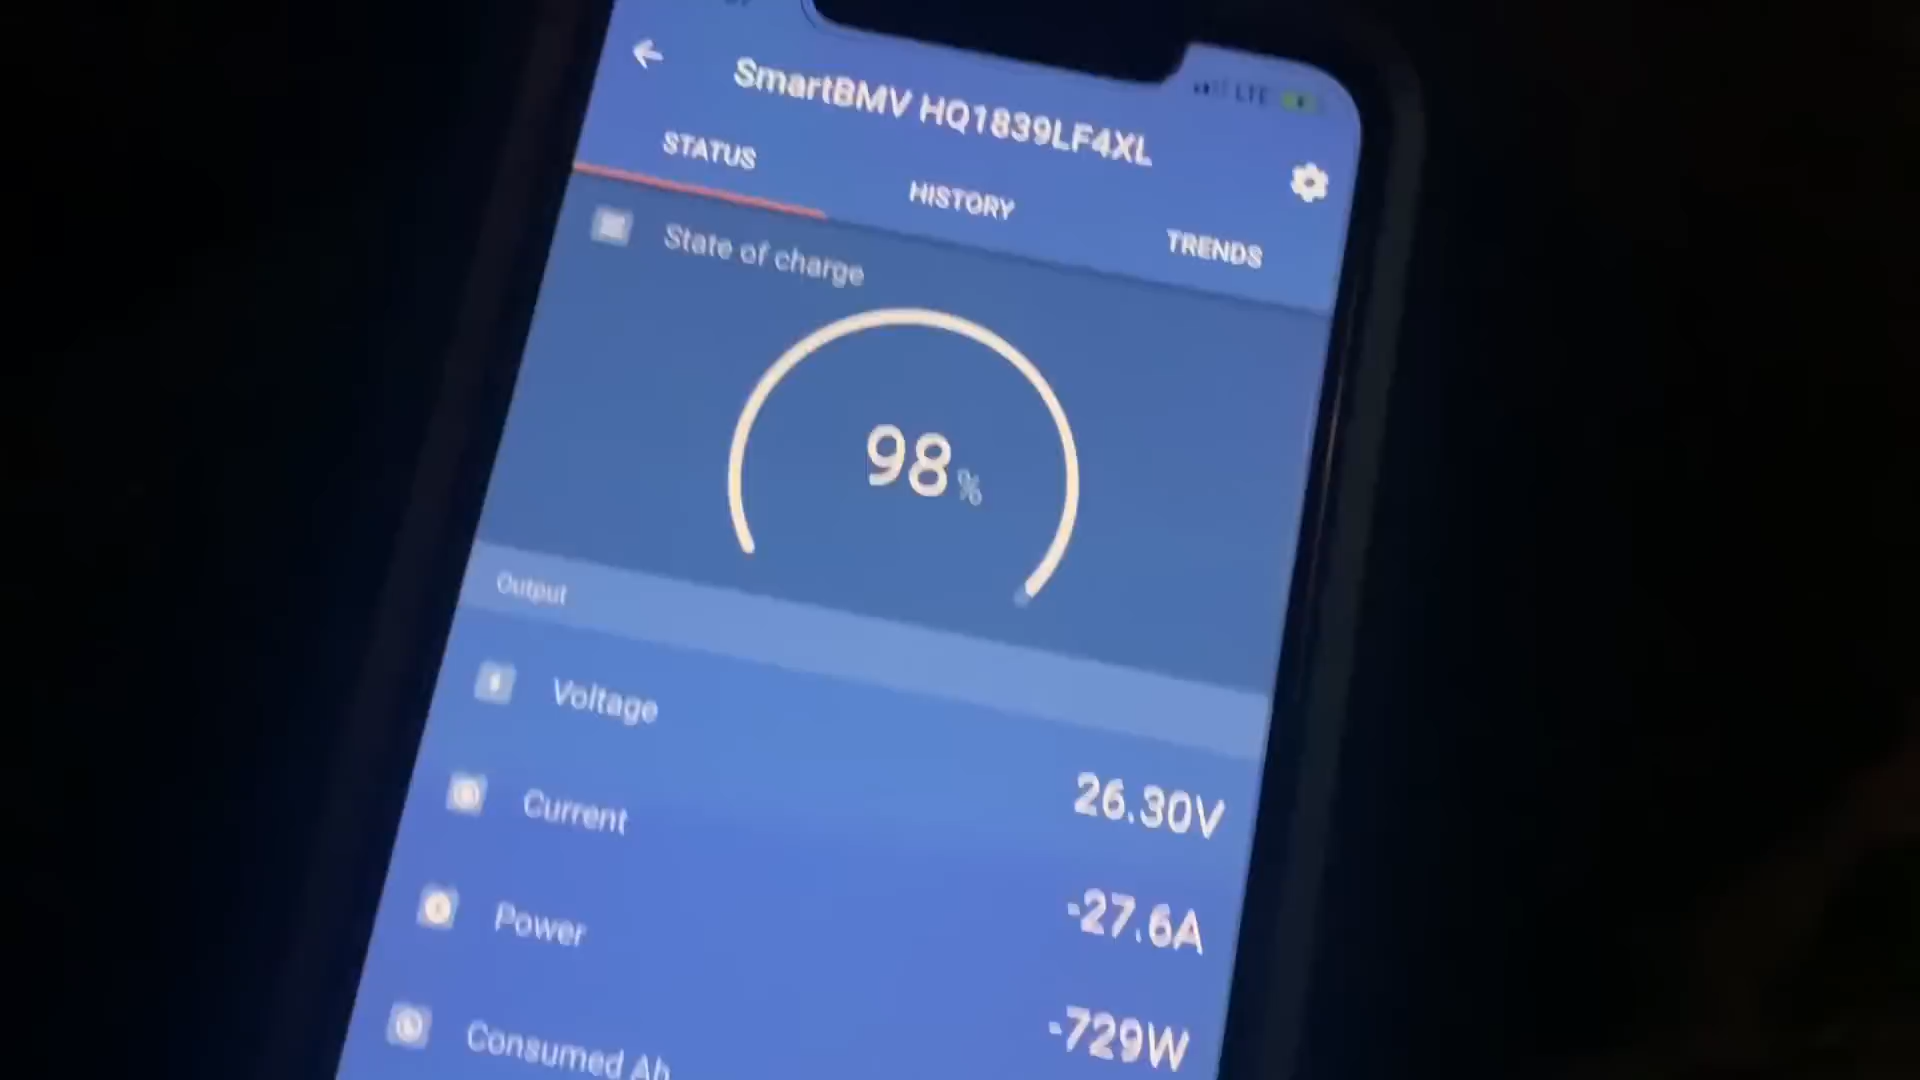 LTE
SmartBMV HQ1839LF4XL
STATUS
HISTORY
TRENDS
State of charge
98%
Output
Voltage
26.30V
Current
-27.6A
Power
-729W
Consumed Ah